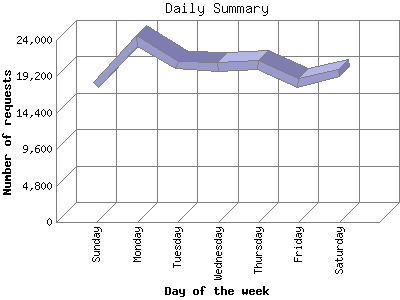 Daily Summary
24,000
19,200
14,400
9,600
4,800
0
Number of requests
Sunday
Monday
Tuesday
Wednesday
Thursday
Friday
Saturday
Day of the week